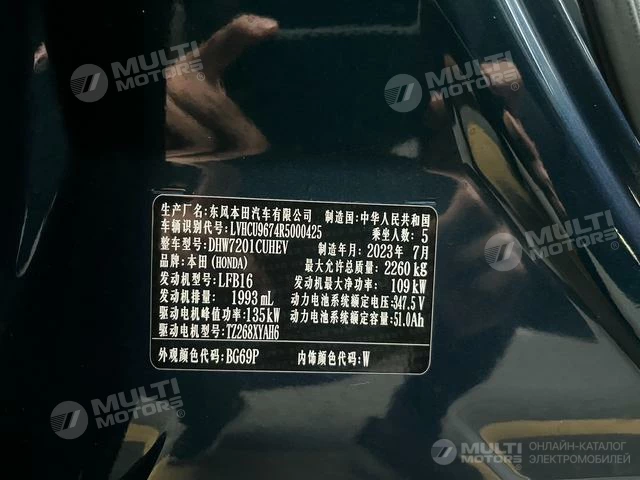 MULTI
MOTORS®
MULTI
MOTORS®
生产厂名: 东风本田汽车有限公司 制造国: 中华人民共和国
车辆识别代号: LVHCU9674R5000425 乘坐人数: 5
整车型号: DHW7201CUHEV 制造年月: 2023年 7月
品牌: 本田 (HONDA) 最大允许总质量: 2260 kg
发动机型号: LFB16 发动机最大净功率: 109 kW
发动机排量: 1993 mL 动力电池系统额定电压: 347.5 V
驱动电机峰值功率: 135 kW 动力电池系统额定容量: 51.0Ah
驱动电机型号: TZ268XYAH6
外观颜色代码: BG69P 内饰颜色代码: W
MULTI
MOTORS®
MULTI
MOTORS
ОНЛАЙН-КАТАЛОГ
ЭЛЕКТРОМОБИЛЕЙ